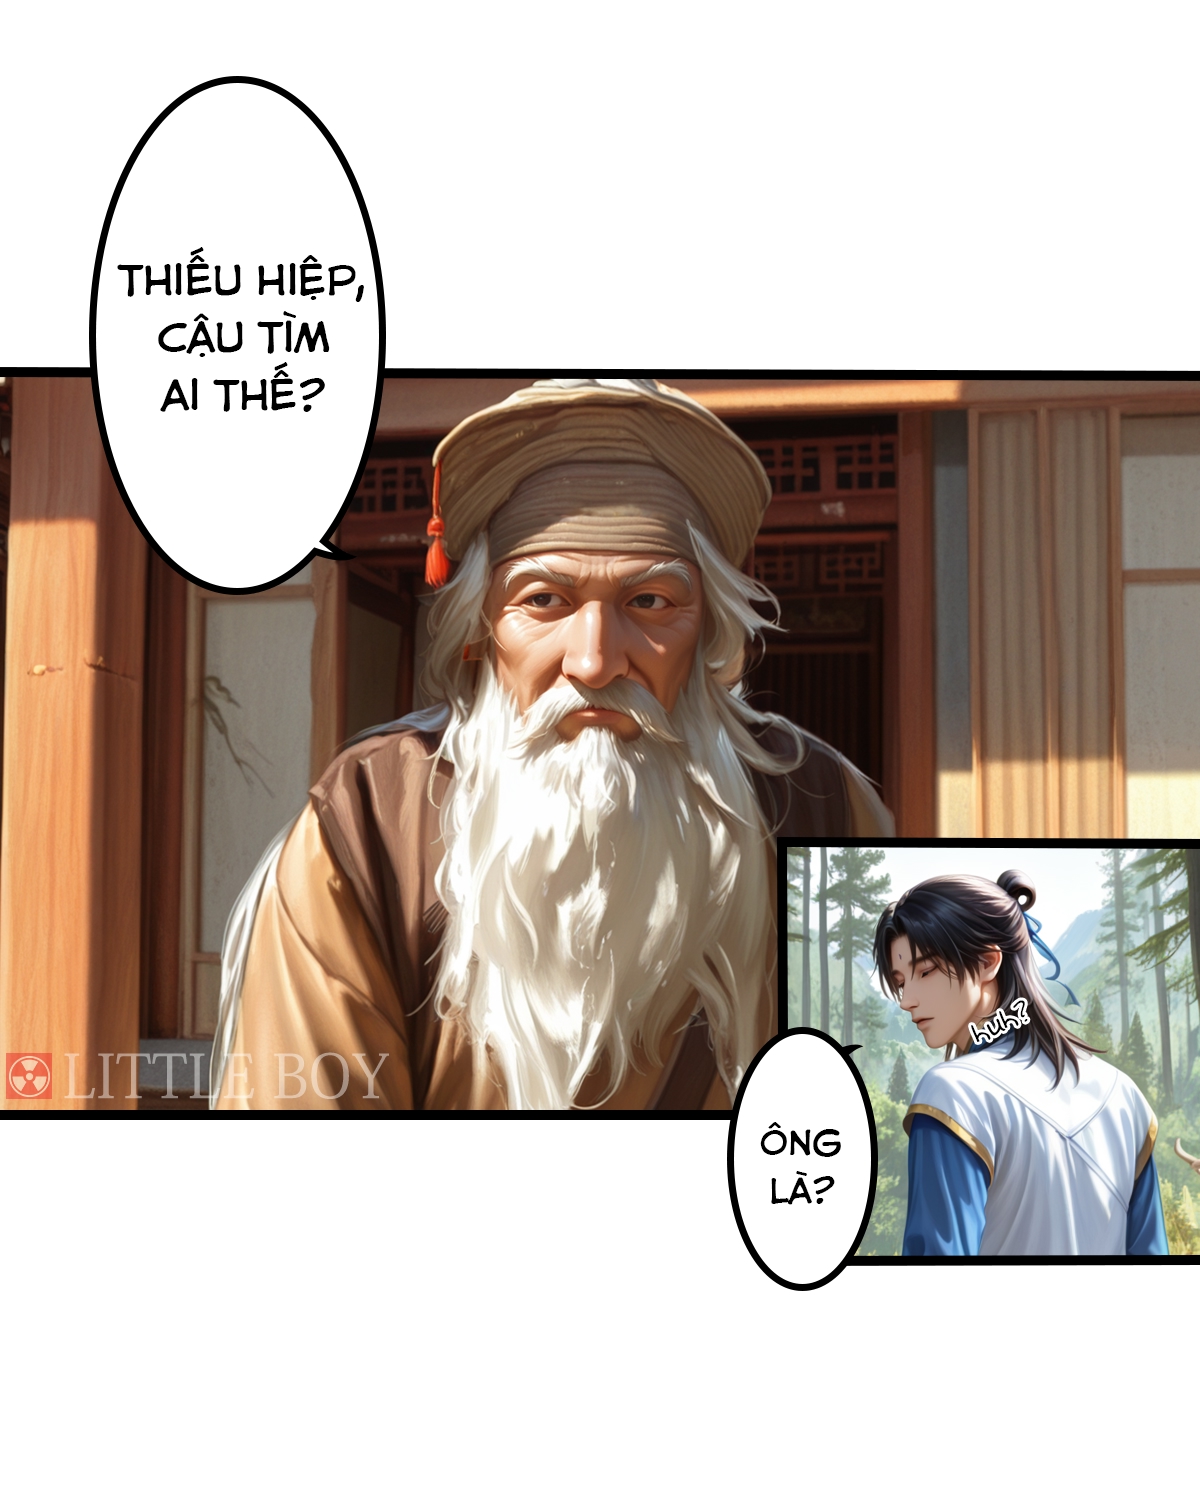 THIẾU HIỆP,
CẬU TÌM
AI THẾ?
huh?
ÔNG
LÀ?
LITTLE BOY